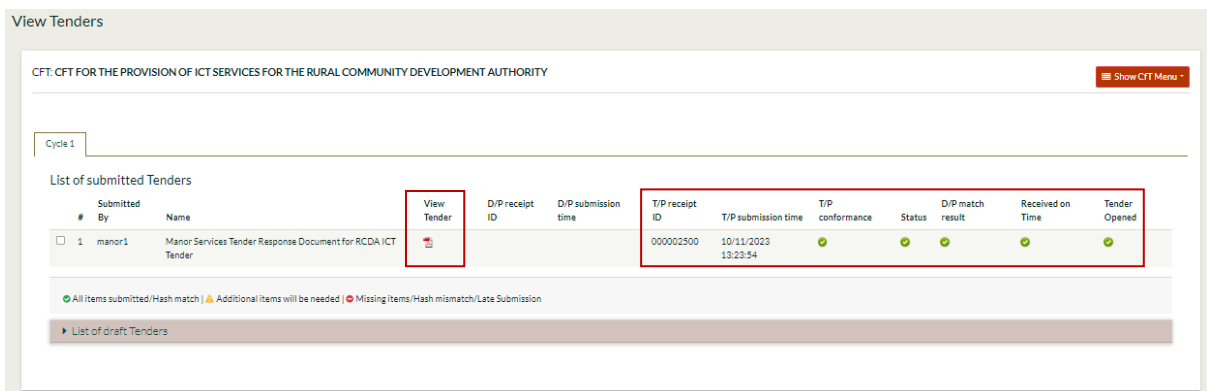 View Tenders
CFT: CFT FOR THE PROVISION OF ICT SERVICES FOR THE RURAL COMMUNITY DEVELOPMENT AUTHORITY
Show CfT Menu
Cycle 1
List of submitted Tenders
# Submitted By Name View Tender D/P receipt ID D/P submission time T/P receipt ID T/P submission time T/P conformance Status D/P match result Received on Time Tender Opened
1 manor1 Manor Services Tender Response Document for RCDA ICT Tender 000002500 10/11/2023 13:23:54
All items submitted/Hash match | Additional items will be needed | Missing items/Hash mismatch/Late Submission
List of draft Tenders